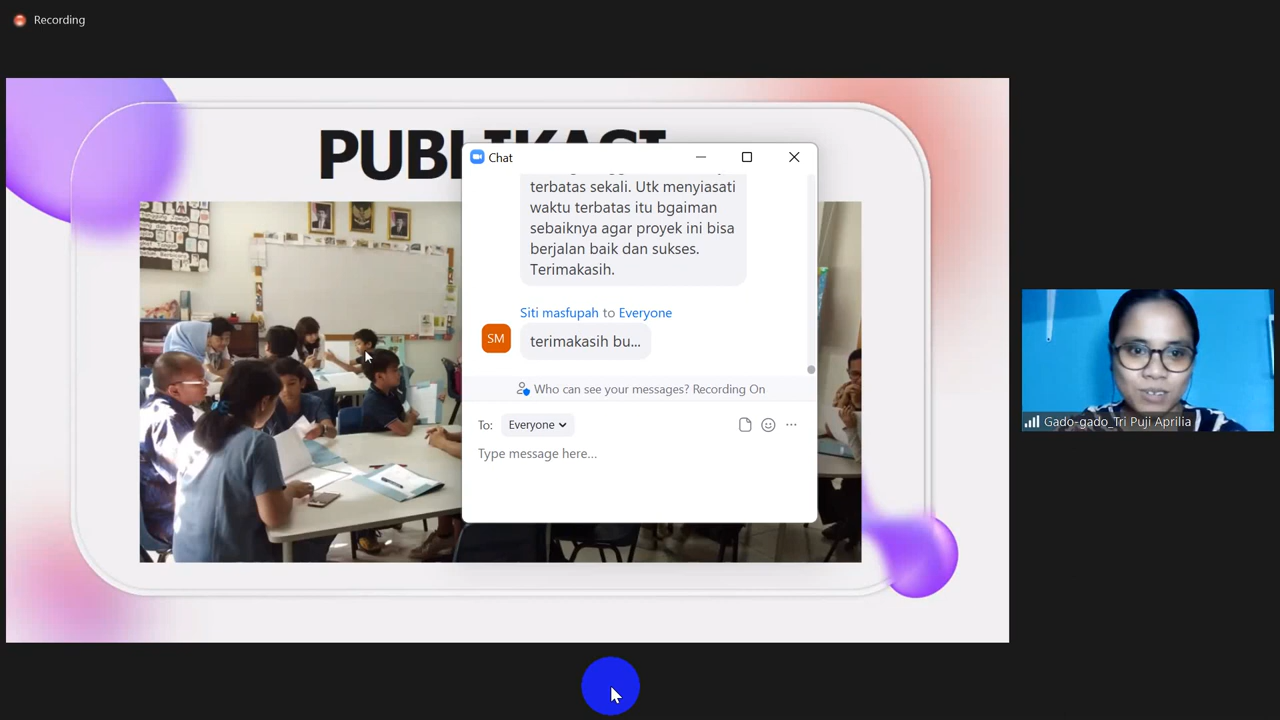 Recording
PUBLIKASI
Chat
terbatas sekali. Utk menyiasati
waktu terbatas itu bgaiman
sebaiknya agar proyek ini bisa
berjalan baik dan sukses.
Terimakasih.
Siti masfupah to Everyone
SM
terimakasih bu...
Who can see your messages? Recording On
To: Everyone
Type message here...
Gado-gado_Tri Puji Aprilia